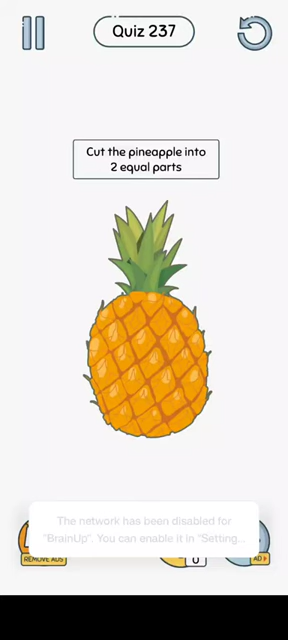 Quiz 237
Cut the pineapple into
2 equal parts
The network has been disabled for
"BrainUp". You can enable it in "Setting...
REMOVE ADS
0
AD